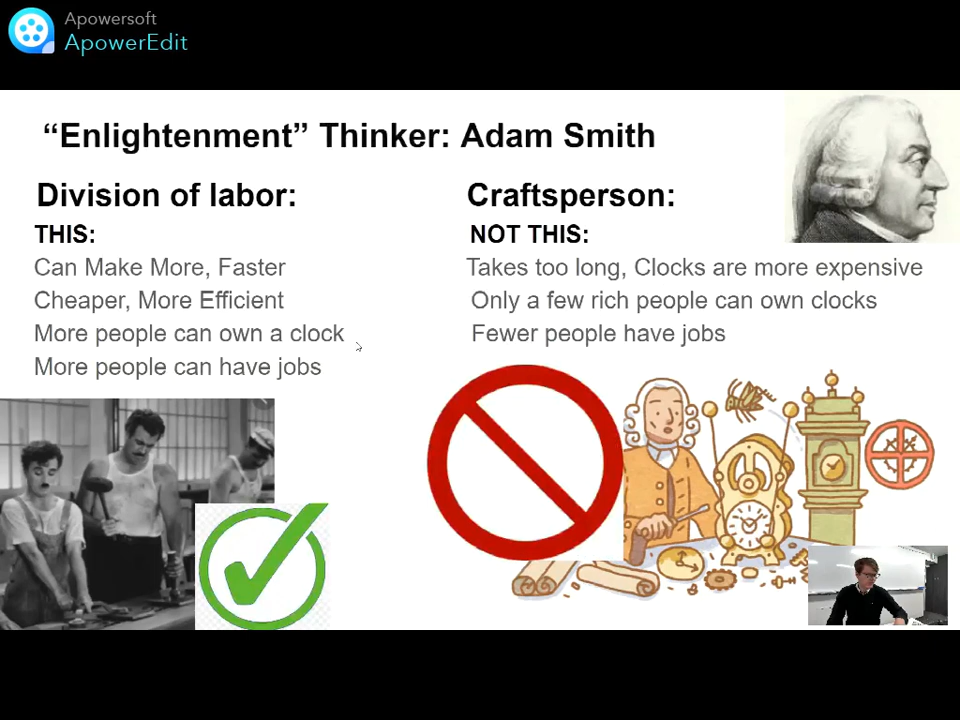 Apowersoft
ApowerEdit
“Enlightenment” Thinker: Adam Smith
Division of labor:
THIS:
Can Make More, Faster
Cheaper, More Efficient
More people can own a clock
More people can have jobs
Craftsperson:
NOT THIS:
Takes too long, Clocks are more expensive
Only a few rich people can own clocks
Fewer people have jobs